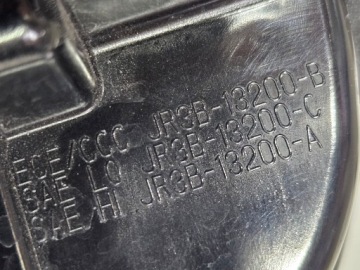 ECE/CCC JR3B-13200-B
SAE LO JR3B-13200-C
SAE HI JR3B-13200-A